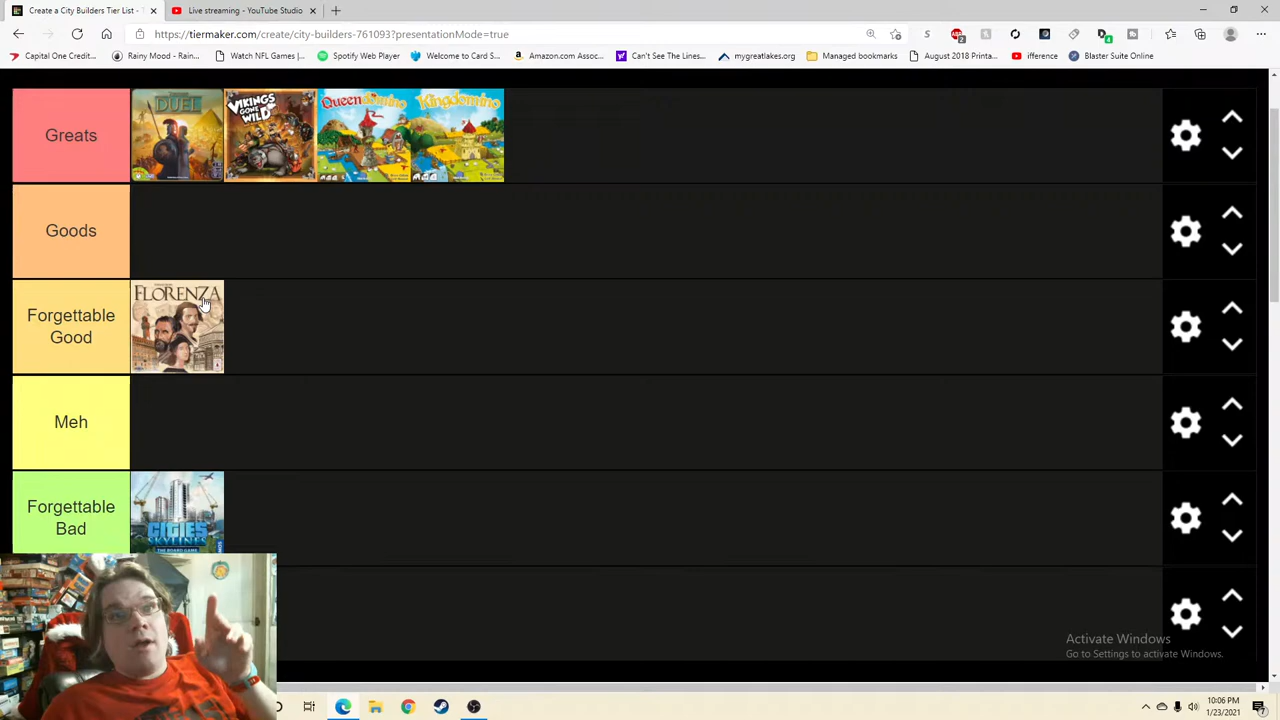 Create a City Builders Tier List -
Live streaming - YouTube Studio
https://tiermaker.com/create/city-builders-761093?presentationMode=true
Capital One Credit...
Rainy Mood - Rain...
Watch NFL Games |...
Spotify Web Player
Welcome to Card S...
Amazon.com Assoc...
Can't See The Lines...
mygreatlakes.org
Managed bookmarks
August 2018 Printa...
ifference
Blaster Suite Online
Greats
DUEL
VIKINGS
GONE
WILD
Queendomino
Kingdomino
Goods
Forgettable
Good
FLORENZA
Meh
Forgettable
Bad
CITIES
SKYLINES
THE BOARD GAME
Activate Windows
Go to Settings to activate Windows.
10:06 PM
1/23/2021